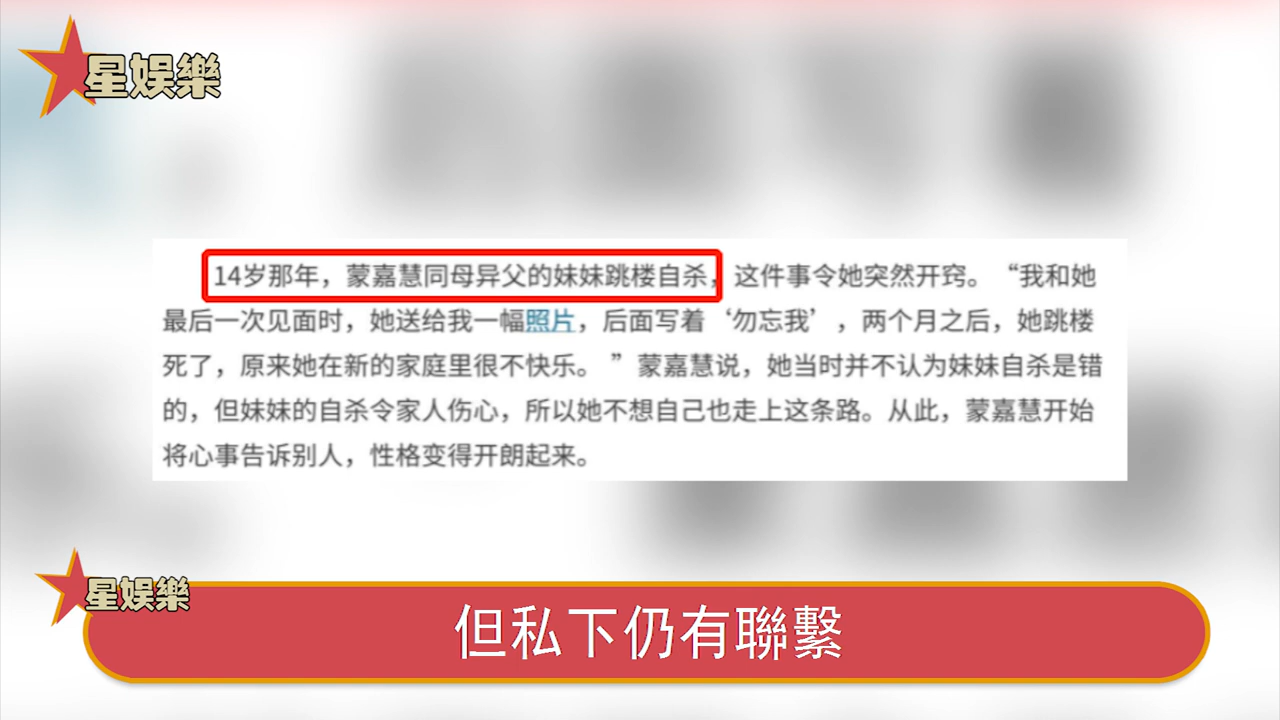 星娱樂
14岁那年，蒙嘉慧同母异父的妹妹跳楼自杀，这件事令她突然开窍。“我和她
最后一次见面时，她送给我一幅照片，后面写着‘勿忘我’，两个月之后，她跳楼
死了，原来她在新的家庭里很不快乐。”蒙嘉慧说，她当时并不认为妹妹自杀是错
的，但妹妹的自杀令家人伤心，所以她不想自己也走上这条路。从此，蒙嘉慧开始
将心事告诉别人，性格变得开朗起来。
星娱樂
但私下仍有聯繫